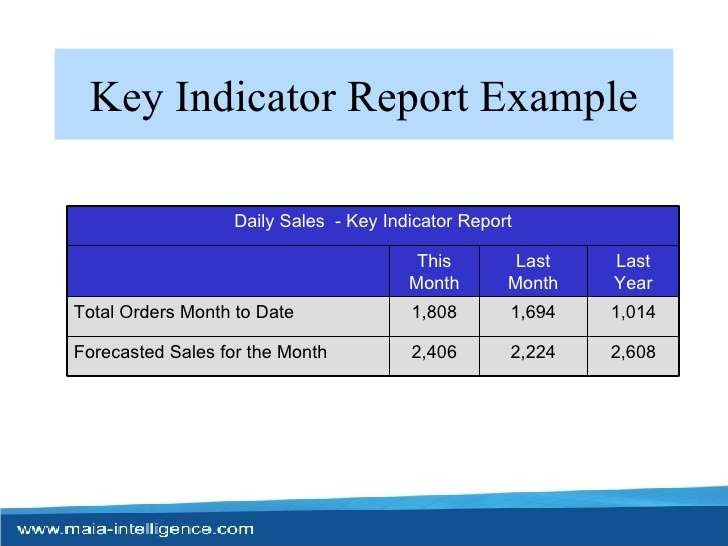 Key Indicator Report Example
Daily Sales - Key Indicator Report
This Month Last Month Last Year
Total Orders Month to Date 1,808 1,694 1,014
Forecasted Sales for the Month 2,406 2,224 2,608
www.maia-intelligence.com